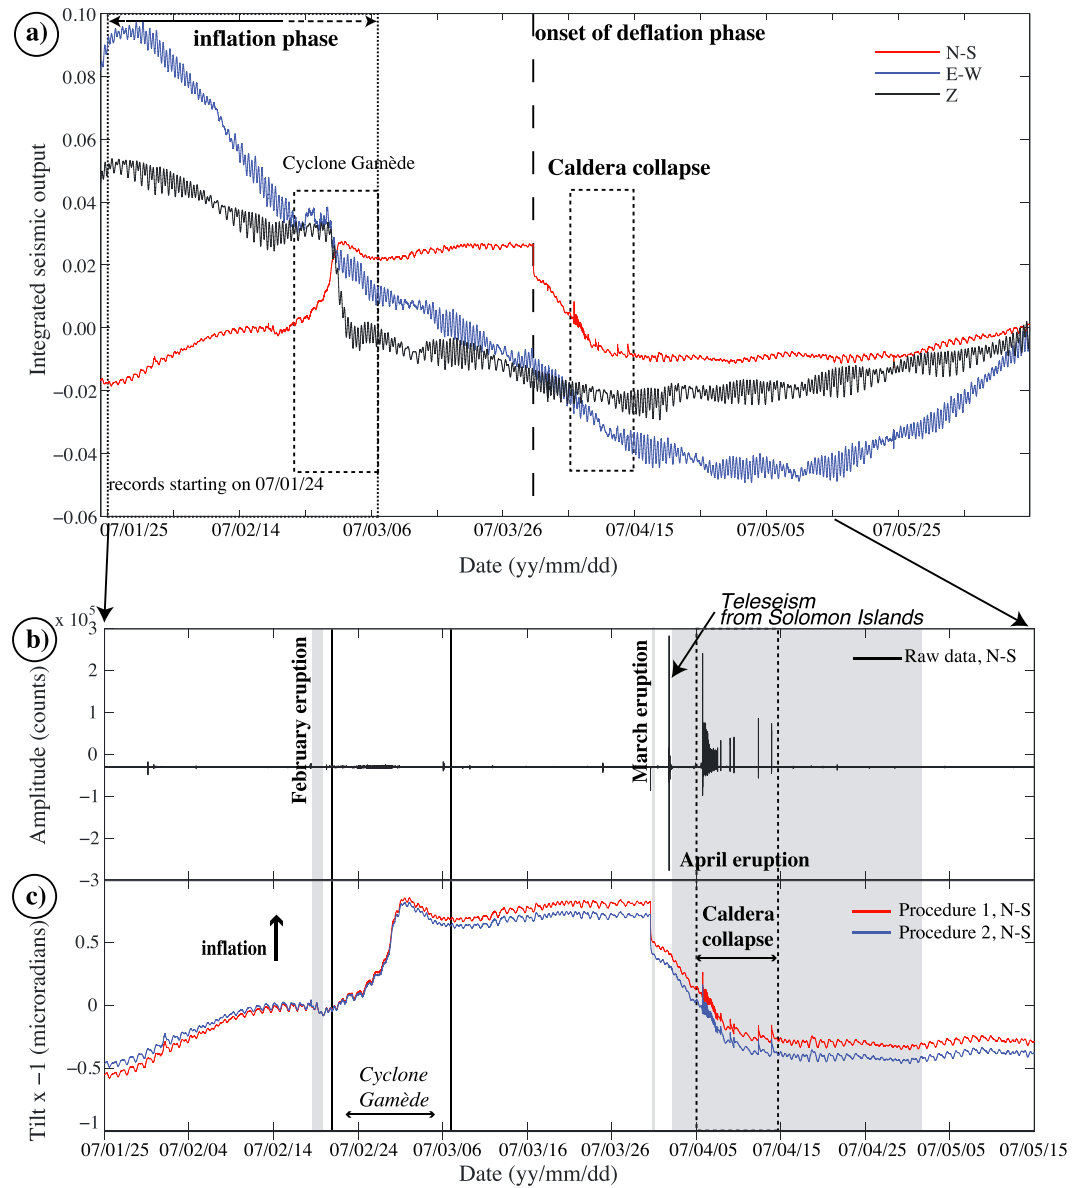 a)
0.10
0.08
0.06
0.04
0.02
0.00
−0.02
−0.04
−0.06
Integrated seismic output
inflation phase
onset of deflation phase
N-S
E-W
Z
Cyclone Gamède
Caldera collapse
records starting on 07/01/24
07/01/25 07/02/14 07/03/06 07/03/26 07/04/15 07/05/05 07/05/25
Date (yy/mm/dd)
b)
x 10⁵
3
2
1
0
−1
−2
−3
Amplitude (counts)
Teleseism
from Solomon Islands
Raw data, N-S
February eruption
March eruption
April eruption
c)
0.5
0
−0.5
−1
Tilt x −1 (microradians)
inflation
Caldera
collapse
Procedure 1, N-S
Procedure 2, N-S
Cyclone
Gamède
07/01/25 07/02/04 07/02/14 07/02/24 07/03/06 07/03/16 07/03/26 07/04/05 07/04/15 07/04/25 07/05/05 07/05/15
Date (yy/mm/dd)